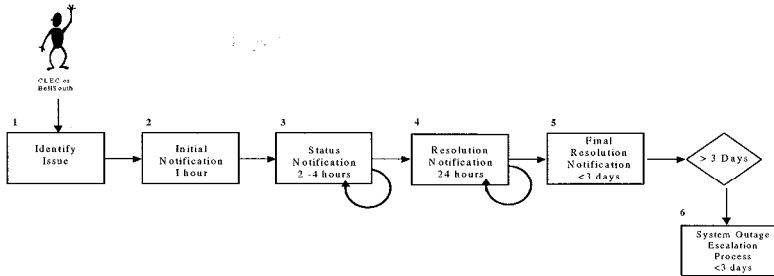 CLEC or
BellSouth
1
Identify
Issue
2
Initial
Notification
1 hour
3
Status
Notification
2 -4 hours
4
Resolution
Notification
24 hours
5
Final
Resolution
Notification
<3 days
> 3 Days
6
System Outage
Escalation
Process
<3 days